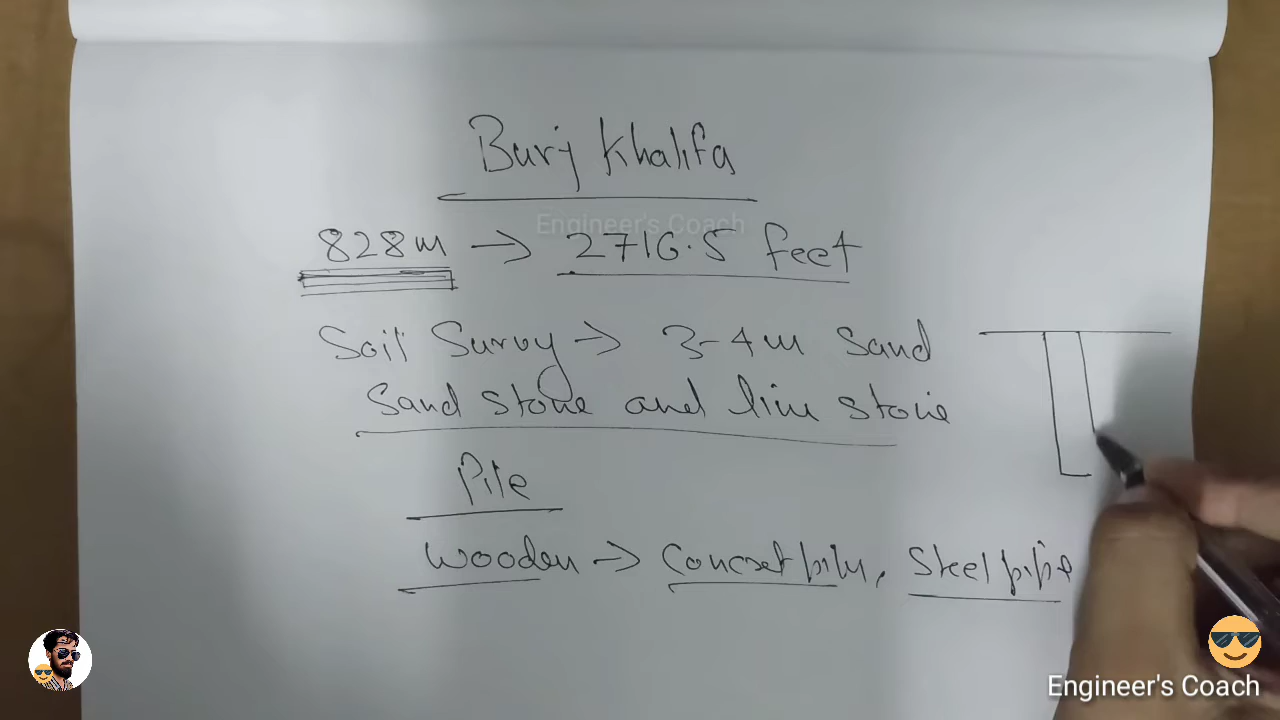 Burj Khalifa
Engineer's Coach
828m → 2716.5 feet
Soil Survy → 3-4m Sand
Sand stone and lime stone
Pile
Wooden → Concret pile, Steel pipe
Engineer's Coach